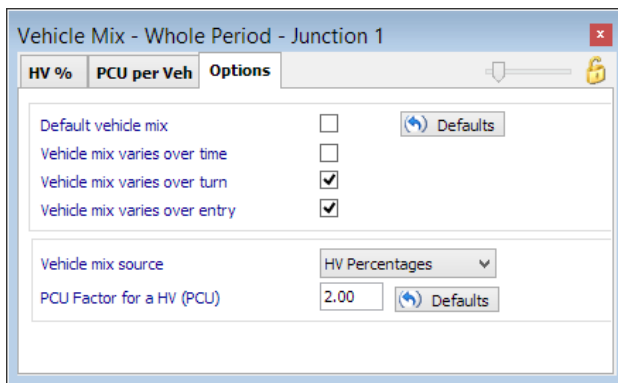 Vehicle Mix - Whole Period - Junction 1
x
HV % PCU per Veh Options
Default vehicle mix Defaults
Vehicle mix varies over time
Vehicle mix varies over turn
Vehicle mix varies over entry
Vehicle mix source HV Percentages
PCU Factor for a HV (PCU) 2.00 Defaults